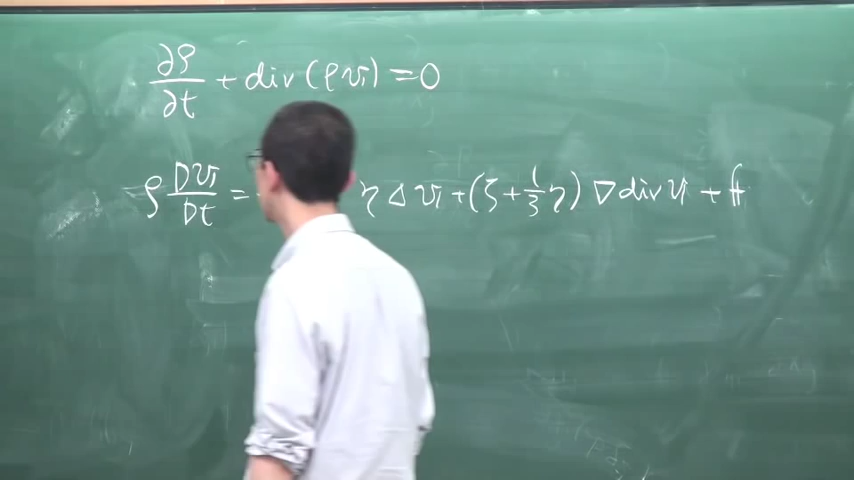 ∂ρ/∂t + div(ρv) = 0
ρ Dv/Dt = η Δ v + (ζ + 1/3 η) ∇ div v + f